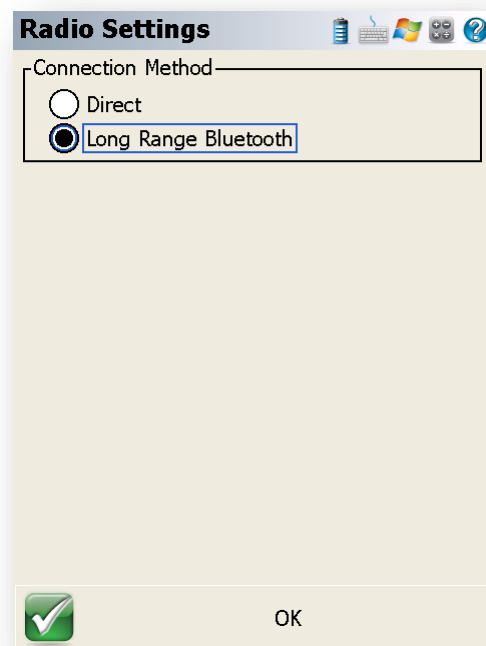 Radio Settings
Connection Method
Direct
Long Range Bluetooth
OK